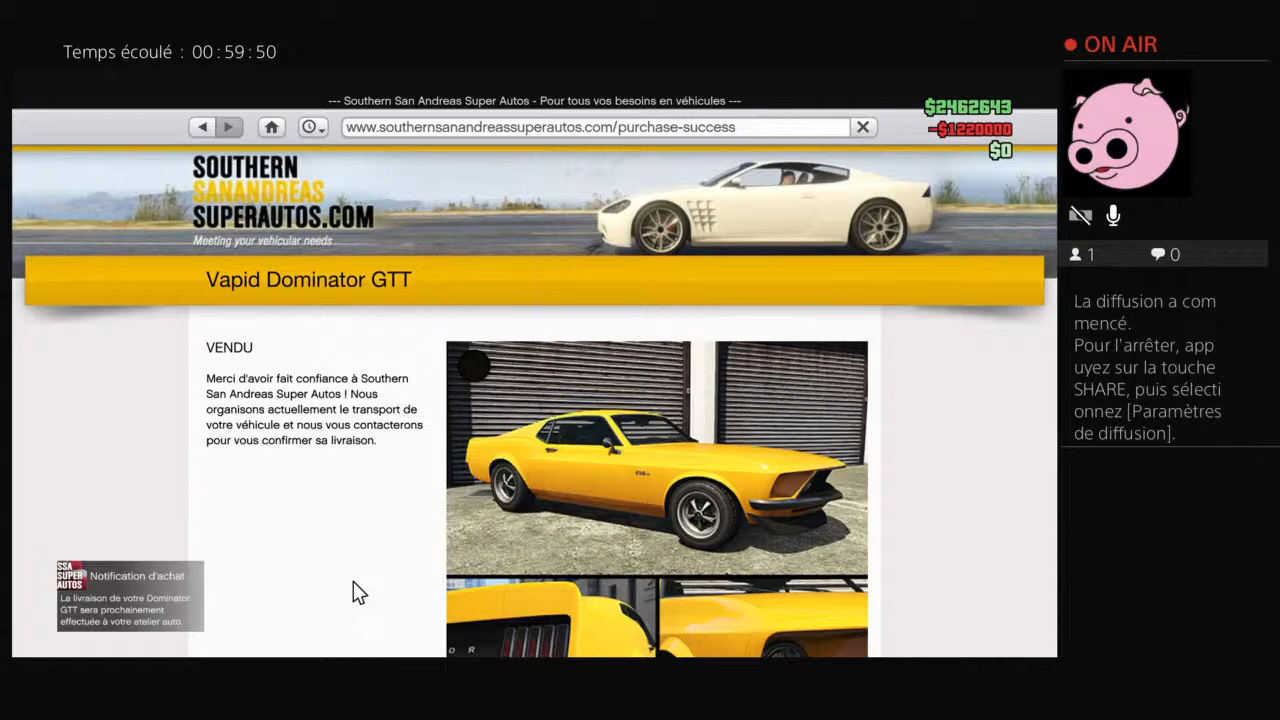 Temps écoulé : 00:59:50
ON AIR
--- Southern San Andreas Super Autos - Pour tous vos besoins en véhicules ---
$2462643
www.southernsanandreassuperautos.com/purchase-success
-$1220000
$0
SOUTHERN
SANANDREAS
SUPERAUTOS.COM
Meeting your vehicular needs
1
0
Vapid Dominator GTT
La diffusion a com
mencé.
Pour l'arrêter, app
uyez sur la touche
SHARE, puis sélecti
onnez [Paramètres
de diffusion].
VENDU
Merci d'avoir fait confiance à Southern
San Andreas Super Autos ! Nous
organisons actuellement le transport de
votre véhicule et nous vous contacterons
pour vous confirmer sa livraison.
SSA
SUPER
AUTOS
Notification d'achat
La livraison de votre Dominator
GTT sera prochainement
effectuée à votre atelier auto.
O R